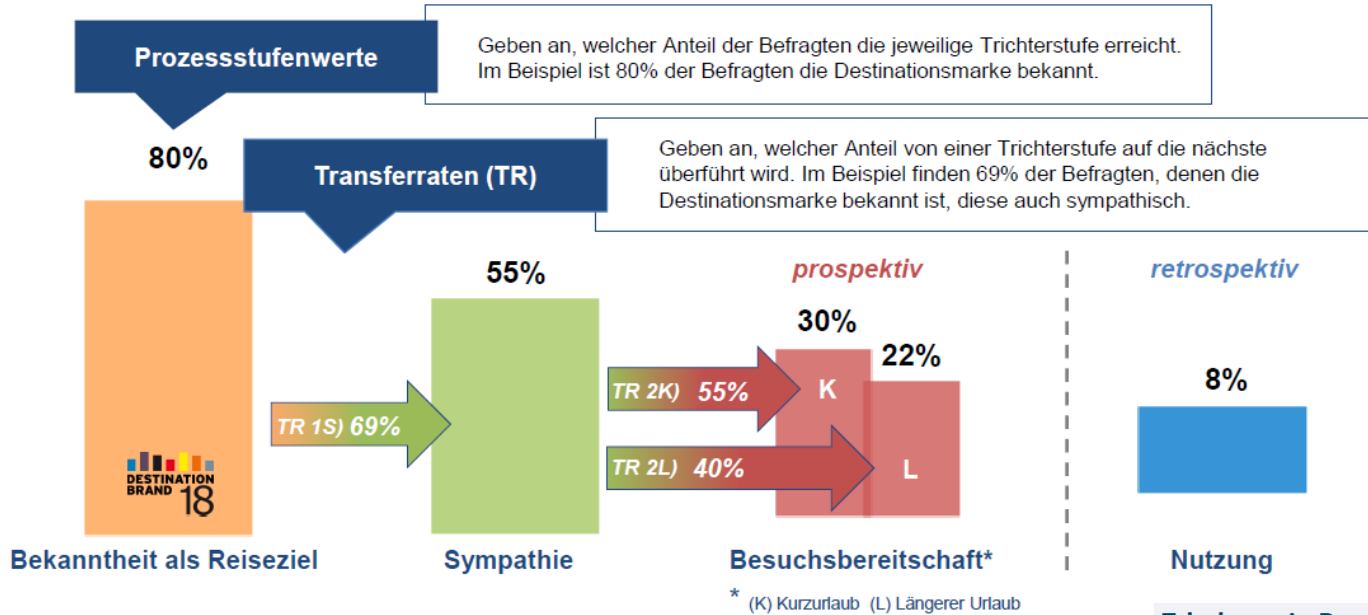 Prozessstufenwerte
Geben an, welcher Anteil der Befragten die jeweilige Trichterstufe erreicht.
Im Beispiel ist 80% der Befragten die Destinationsmarke bekannt.
80%
Transferraten (TR)
Geben an, welcher Anteil von einer Trichterstufe auf die nächste
überführt wird. Im Beispiel finden 69% der Befragten, denen die
Destinationsmarke bekannt ist, diese auch sympathisch.
55%
prospektiv
retrospektiv
30%
22%
8%
TR 1S) 69%
TR 2K) 55%
K
TR 2L) 40%
L
DESTINATION
BRAND 18
Bekanntheit als Reiseziel
Sympathie
Besuchsbereitschaft*
Nutzung
* (K) Kurzurlaub (L) Längerer Urlaub